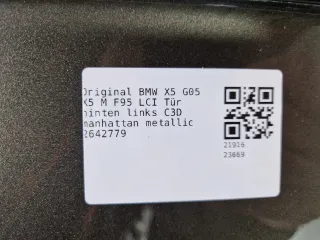 Original BMW X5 G05
X5 M F95 LCI Tür
hinten links C3D
manhattan metallic
2642779
21916
23669